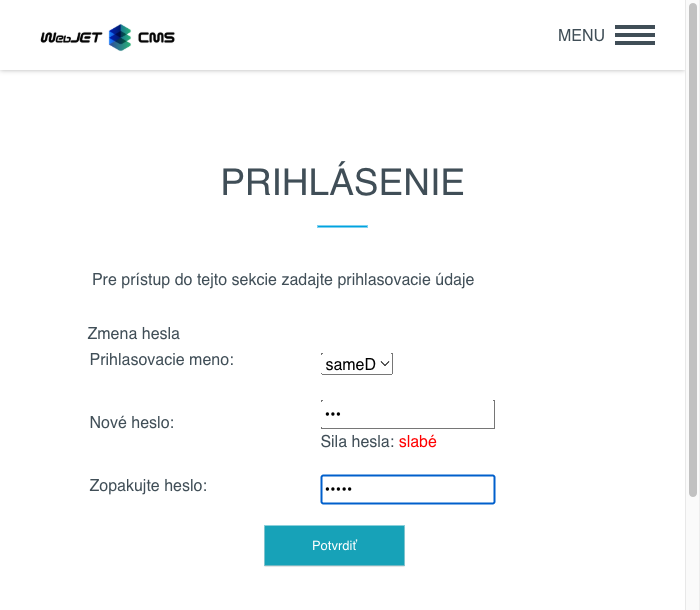 WebJET CMS
MENU
PRIHLÁSENIE
Pre prístup do tejto sekcie zadajte prihlasovacie údaje
Zmena hesla
Prihlasovacie meno: sameD
Nové heslo: •••
Sila hesla: slabé
Zopakujte heslo: •••••
Potvrdiť